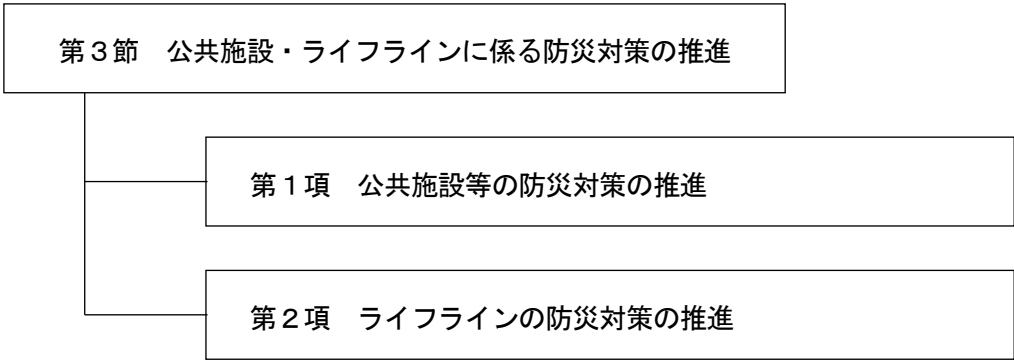 第３節　公共施設・ライフラインに係る防災対策の推進
第１項　公共施設等の防災対策の推進
第２項　ライフラインの防災対策の推進